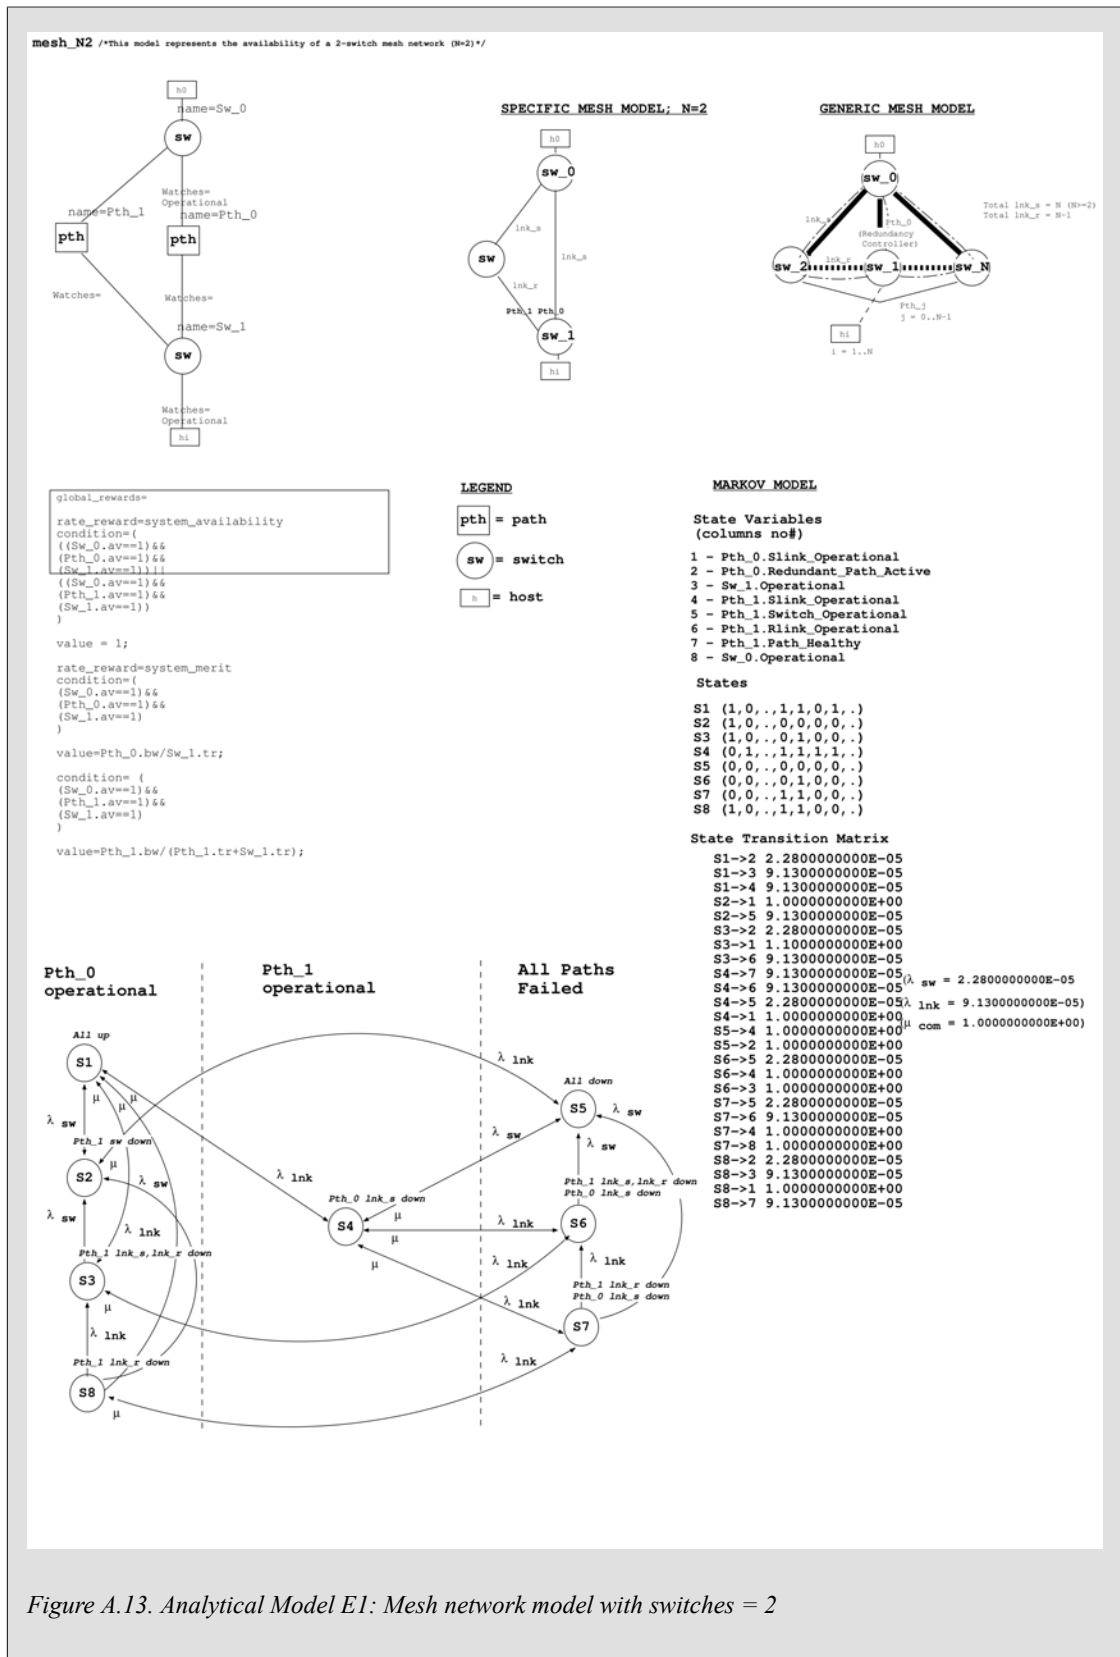 mesh_N2 /*This model represents the availability of a 2-switch mesh network (N=2)*/
h0
name=Sw_0
sw
Watches=
Operational
name=Pth_1
name=Pth_0
pth
pth
Watches=
Watches=
name=Sw_1
sw
Watches=
Operational
hi
SPECIFIC MESH MODEL; N=2
h0
sw_0
lnk_s
sw
lnk_s
lnk_r
Pth_1 Pth_0
sw_1
hi
GENERIC MESH MODEL
h0
sw_0
Total lnk_s = N (N>=2)
Total lnk_r = N-1
lnk_s
Pth_0
(Redundancy
Controller)
lnk_r
sw_2
sw_1
sw_N
Pth_j
j = 0..N-1
hi
i = 1..N
global_rewards=
rate_reward=system_availability
condition=(
((Sw_0.av==1)&&
(Pth_0.av==1)&&
(Sw_1.av==1))||
((Sw_0.av==1)&&
(Pth_1.av==1)&&
(Sw_1.av==1))
)
value = 1;
rate_reward=system_merit
condition=(
(Sw_0.av==1)&&
(Pth_0.av==1)&&
(Sw_1.av==1)
)
value=Pth_0.bw/Sw_1.tr;
condition= (
(Sw_0.av==1)&&
(Pth_1.av==1)&&
(Sw_1.av==1)
)
value=Pth_1.bw/(Pth_1.tr+Sw_1.tr);
LEGEND
pth = path
sw = switch
h = host
MARKOV MODEL
State Variables
(columns no#)
1 - Pth_0.Slink_Operational
2 - Pth_0.Redundant_Path_Active
3 - Sw_1.Operational
4 - Pth_1.Slink_Operational
5 - Pth_1.Switch_Operational
6 - Pth_1.Rlink_Operational
7 - Pth_1.Path_Healthy
8 - Sw_0.Operational
States
S1 (1,0,.,1,1,0,1,.)
S2 (1,0,.,0,0,0,0,.)
S3 (1,0,.,0,1,0,0,.)
S4 (0,1,.,1,1,1,1,.)
S5 (0,0,.,0,0,0,0,.)
S6 (0,0,.,0,1,0,0,.)
S7 (0,0,.,1,1,0,0,.)
S8 (1,0,.,1,1,0,0,.)
State Transition Matrix
S1->2 2.2800000000E-05
S1->3 9.1300000000E-05
S1->4 9.1300000000E-05
S2->1 1.0000000000E+00
S2->5 9.1300000000E-05
S3->2 2.2800000000E-05
S3->1 1.1000000000E+00
S3->6 9.1300000000E-05
S4->7 9.1300000000E-05
S4->6 9.1300000000E-05
S4->5 2.2800000000E-05
S4->1 1.0000000000E+00
S5->4 1.0000000000E+00
S5->2 1.0000000000E+00
S6->5 2.2800000000E-05
S6->4 1.0000000000E+00
S6->3 1.0000000000E+00
S7->5 2.2800000000E-05
S7->6 9.1300000000E-05
S7->4 1.0000000000E+00
S7->8 1.0000000000E+00
S8->2 2.2800000000E-05
S8->3 9.1300000000E-05
S8->1 1.0000000000E+00
S8->7 9.1300000000E-05
(λ sw = 2.2800000000E-05
(λ lnk = 9.1300000000E-05)
(μ com = 1.0000000000E+00)
Pth_0
operational
Pth_1
operational
All Paths
Failed
All up
S1
μ
μ
μ
λ sw
Pth_1 sw down
S2
μ
λ sw
λ sw
λ lnk
Pth_1 lnk_s,lnk_r down
S3
μ
λ lnk
Pth_1 lnk_r down
S8
μ
λ lnk
Pth_0 lnk_s down
S4
μ
μ
μ
λ lnk
All down
S5
λ sw
λ sw
λ sw
Pth_1 lnk_s,lnk_r down
Pth_0 lnk_s down
λ lnk
S6
λ lnk
λ lnk
Pth_1 lnk_r down
Pth_0 lnk_s down
λ lnk
S7
λ lnk
Figure A.13. Analytical Model E1: Mesh network model with switches = 2